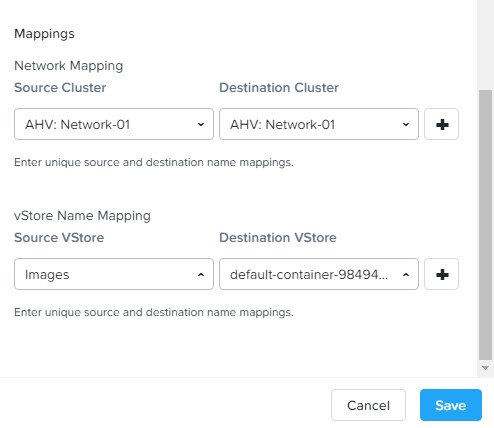 Mappings
Network Mapping
Source Cluster Destination Cluster
AHV: Network-01 AHV: Network-01
Enter unique source and destination name mappings.
vStore Name Mapping
Source VStore Destination VStore
Images default-container-98494...
Enter unique source and destination name mappings.
Cancel Save